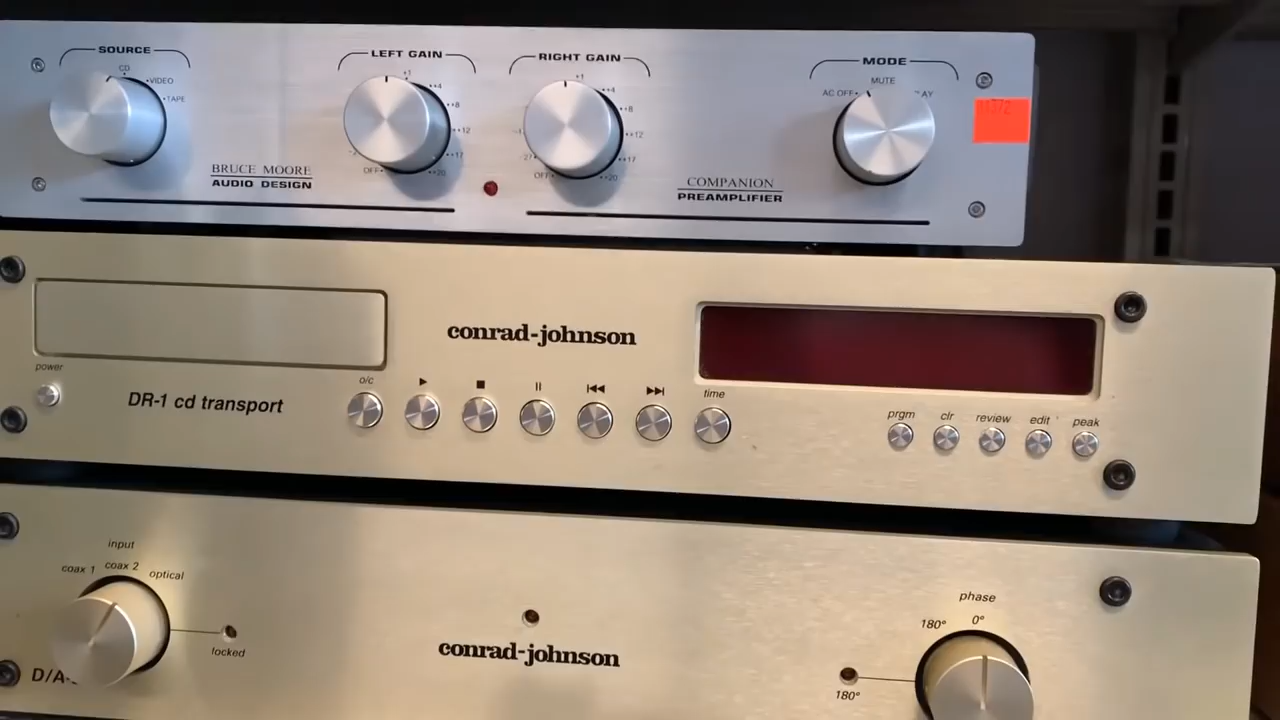 SOURCE
CD
VIDEO
TAPE
LEFT GAIN
1
4
8
12
17
20
OFF
RIGHT GAIN
1
4
8
12
17
20
27
OFF
MODE
MUTE
AC OFF
BRUCE MOORE
AUDIO DESIGN
COMPANION
PREAMPLIFIER
conrad-johnson
power
DR-1 cd transport
o/c
time
prgm
clr
review
edit
peak
input
coax 1
coax 2
optical
locked
D/A-
conrad-johnson
phase
180°
0°
180°